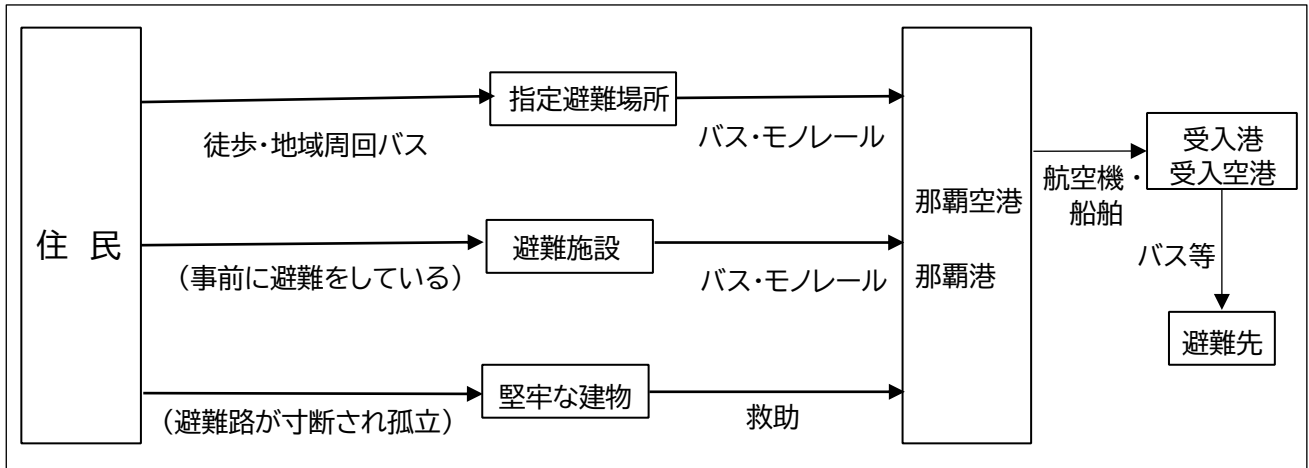 住 民
指定避難場所
徒歩・地域周回バス
バス・モノレール
避難施設
（事前に避難をしている）
バス・モノレール
堅牢な建物
（避難路が寸断され孤立）
救助
那覇空港
那覇港
航空機・
船舶
受入港
受入空港
バス等
避難先